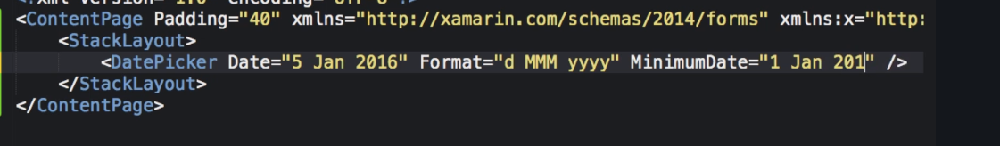 <ContentPage Padding="40" xmlns="http://xamarin.com/schemas/2014/forms" xmlns:x="http:
<StackLayout>
<DatePicker Date="5 Jan 2016" Format="d MMM yyyy" MinimumDate="1 Jan 201" />
</StackLayout>
</ContentPage>